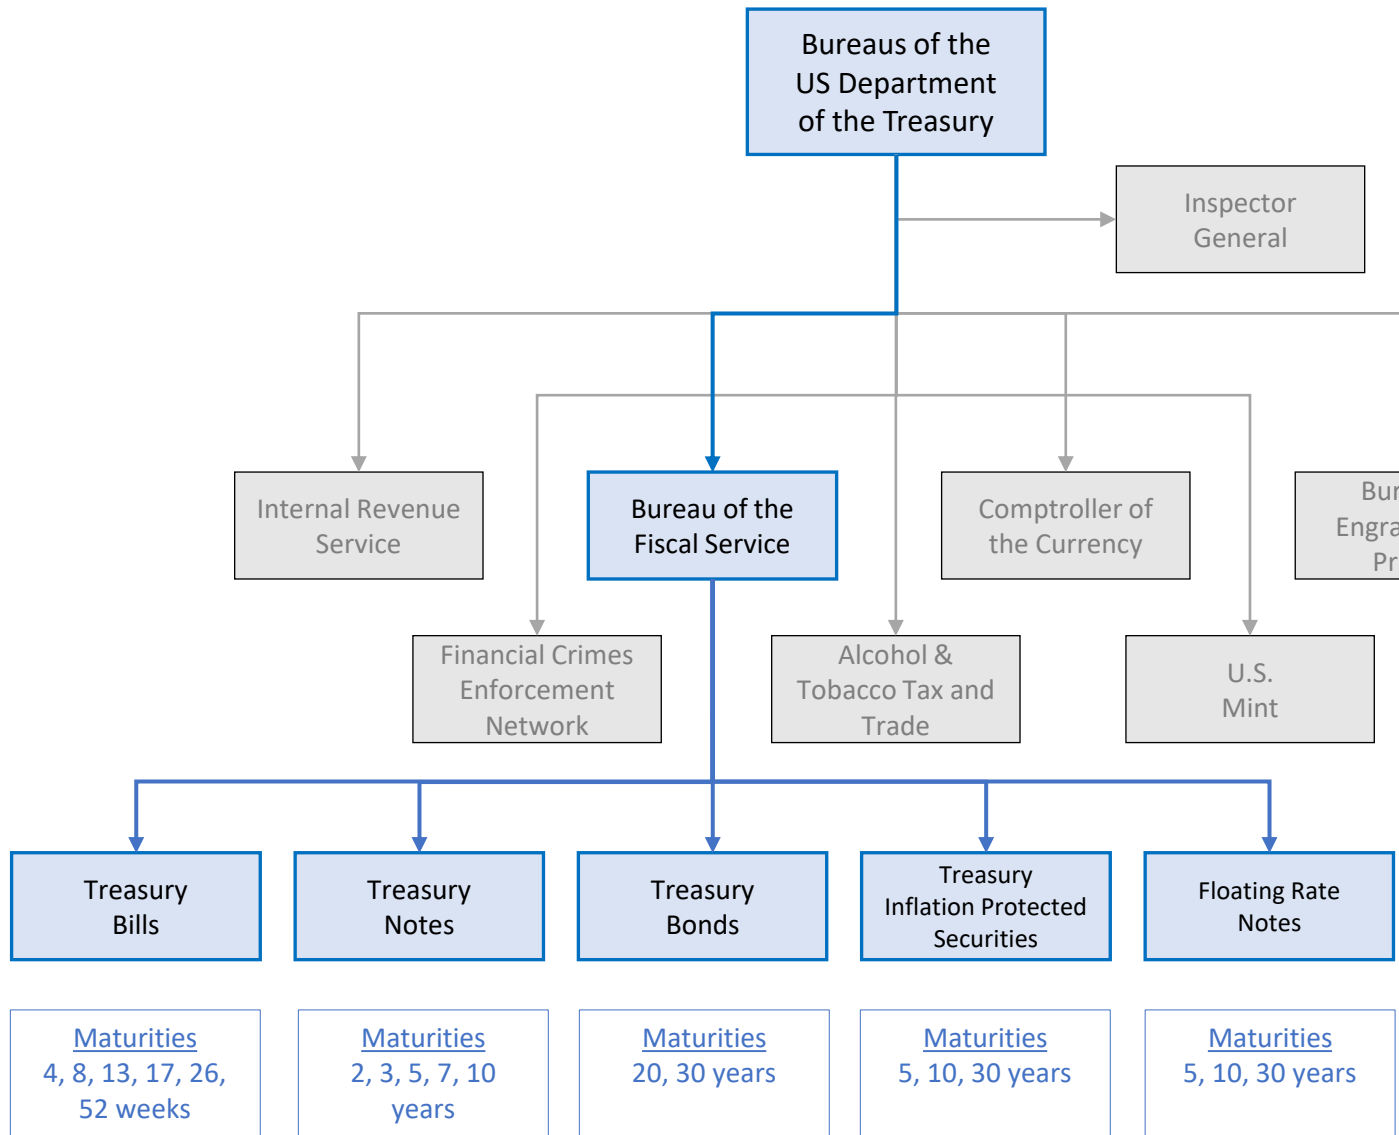 Bureaus of the
US Department
of the Treasury
Inspector
General
Internal Revenue
Service
Bureau of the
Fiscal Service
Comptroller of
the Currency
Financial Crimes
Enforcement
Network
Alcohol &
Tobacco Tax and
Trade
U.S.
Mint
Treasury
Bills
Treasury
Notes
Treasury
Bonds
Treasury
Inflation Protected
Securities
Floating Rate
Notes
Maturities
4, 8, 13, 17, 26,
52 weeks
Maturities
2, 3, 5, 7, 10
years
Maturities
20, 30 years
Maturities
5, 10, 30 years
Maturities
5, 10, 30 years